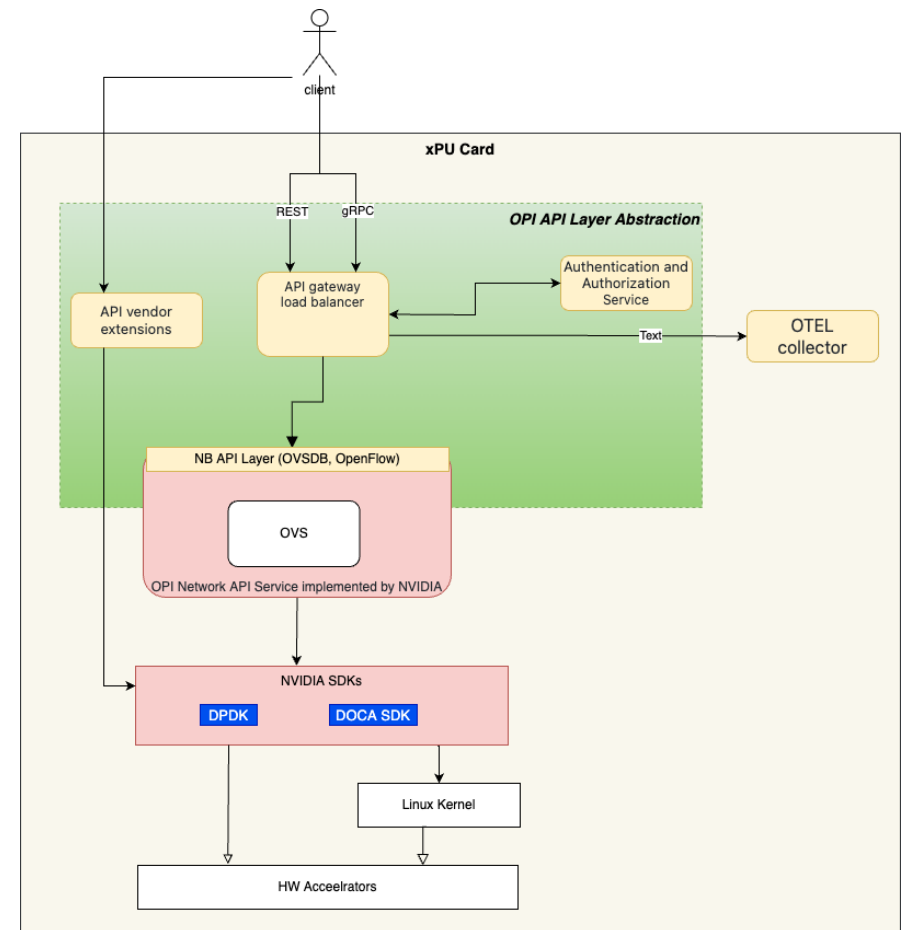 client
xPU Card
REST
gRPC
OPI API Layer Abstraction
API gateway
load balancer
Authentication and
Authorization
Service
API vendor
extensions
Text
OTEL
collector
NB API Layer (OVSDB, OpenFlow)
OVS
OPI Network API Service implemented by NVIDIA
NVIDIA SDKs
DPDK
DOCA SDK
Linux Kernel
HW Acceelrators